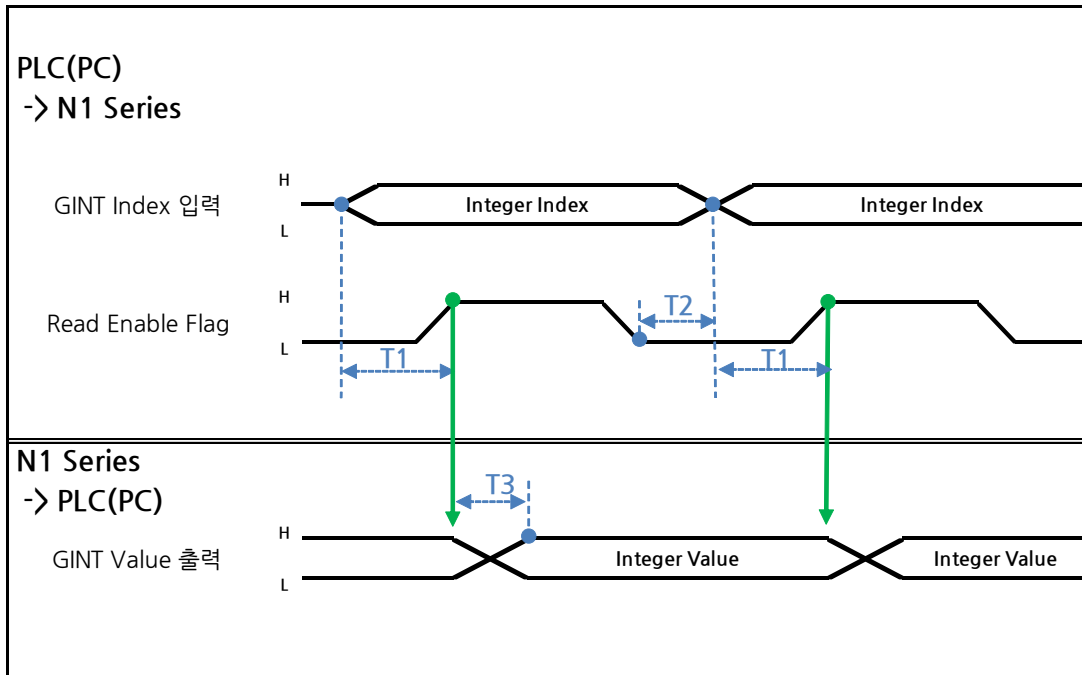 PLC(PC)
-> N1 Series
H
GINT Index 입력
Integer Index
Integer Index
L
H
T2
Read Enable Flag
L
T1
T1
N1 Series
-> PLC(PC)
T3
H
GINT Value 출력
Integer Value
Integer Value
L